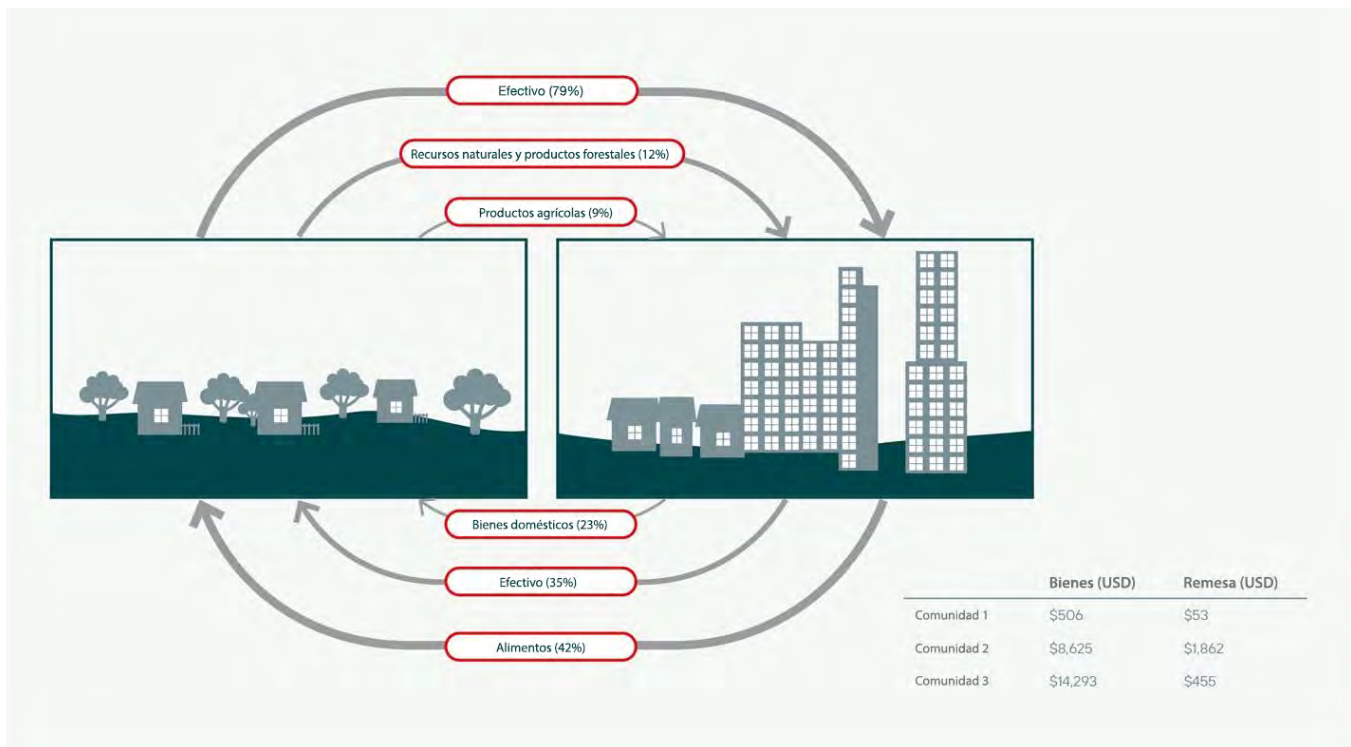 Efectivo (79%)
Recursos naturales y productos forestales (12%)
Productos agrícolas (9%)
Bienes domésticos (23%)
Efectivo (35%)
Alimentos (42%)
Bienes (USD) Remesa (USD)
Comunidad 1 $506 $53
Comunidad 2 $8,625 $1,862
Comunidad 3 $14,293 $455